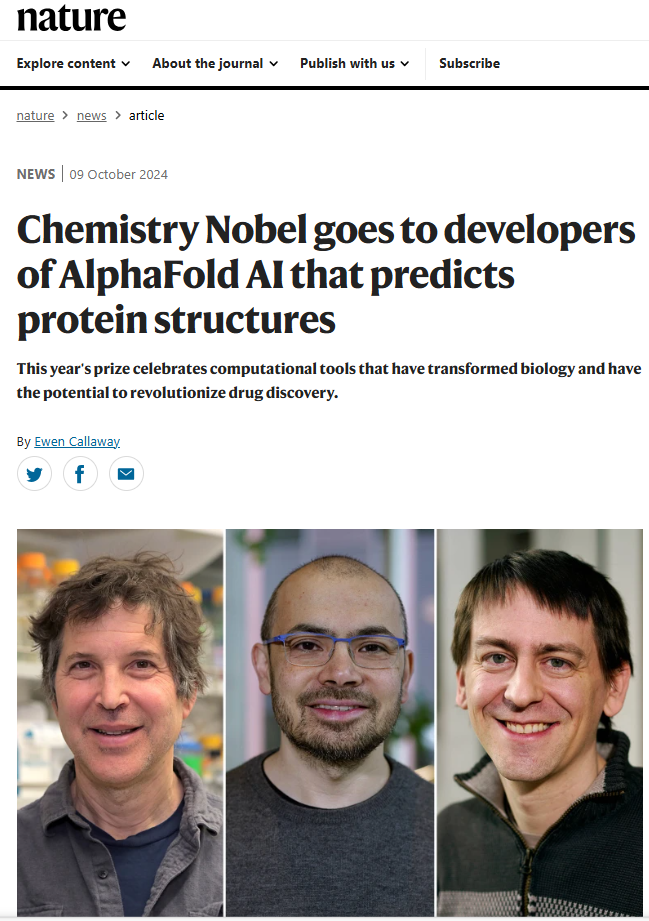 nature
Explore content About the journal Publish with us Subscribe
nature > news > article
NEWS | 09 October 2024
Chemistry Nobel goes to developers
of AlphaFold AI that predicts
protein structures
This year's prize celebrates computational tools that have transformed biology and have
the potential to revolutionize drug discovery.
By Ewen Callaway